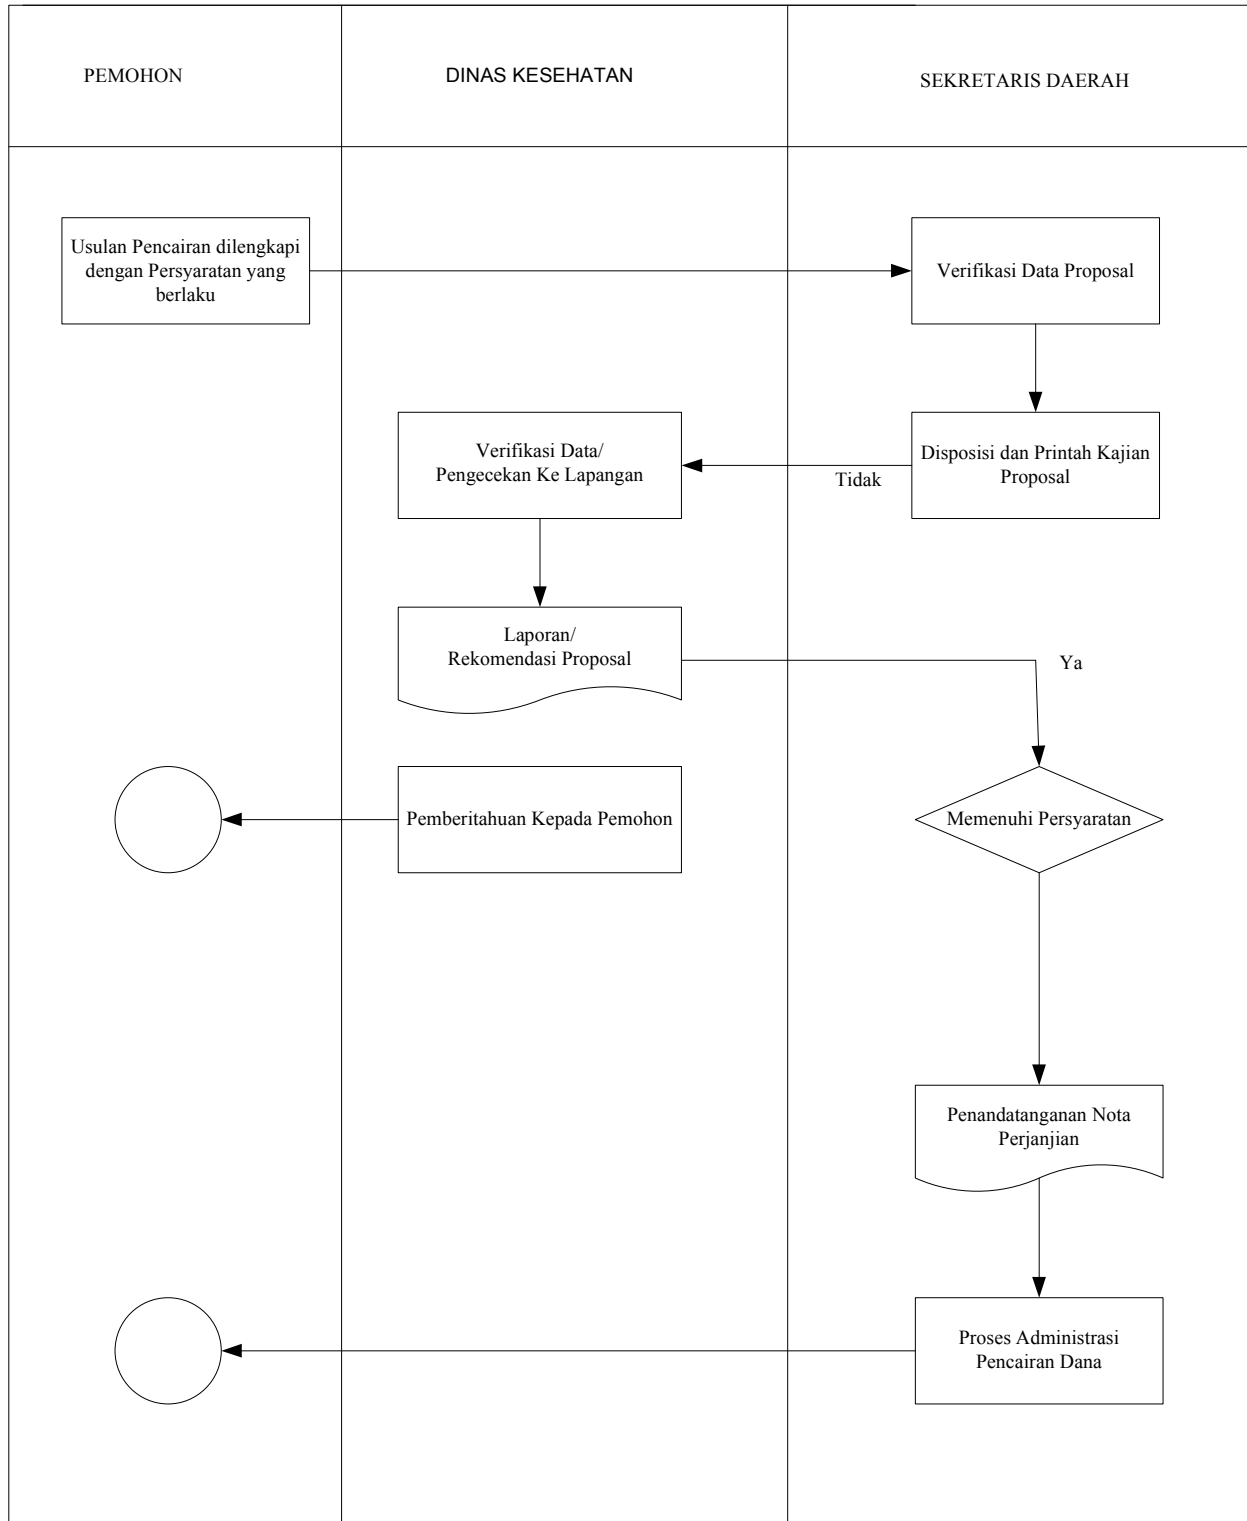 PEMOHON
DINAS KESEHATAN
SEKRETARIS DAERAH
Usulan Pencairan dilengkapi
dengan Persyaratan yang
berlaku
Verifikasi Data Proposal
Verifikasi Data/
Pengecekan Ke Lapangan
Tidak
Disposisi dan Printah Kajian
Proposal
Laporan/
Rekomendasi Proposal
Ya
Pemberitahuan Kepada Pemohon
Memenuhi Persyaratan
Penandatanganan Nota
Perjanjian
Proses Administrasi
Pencairan Dana